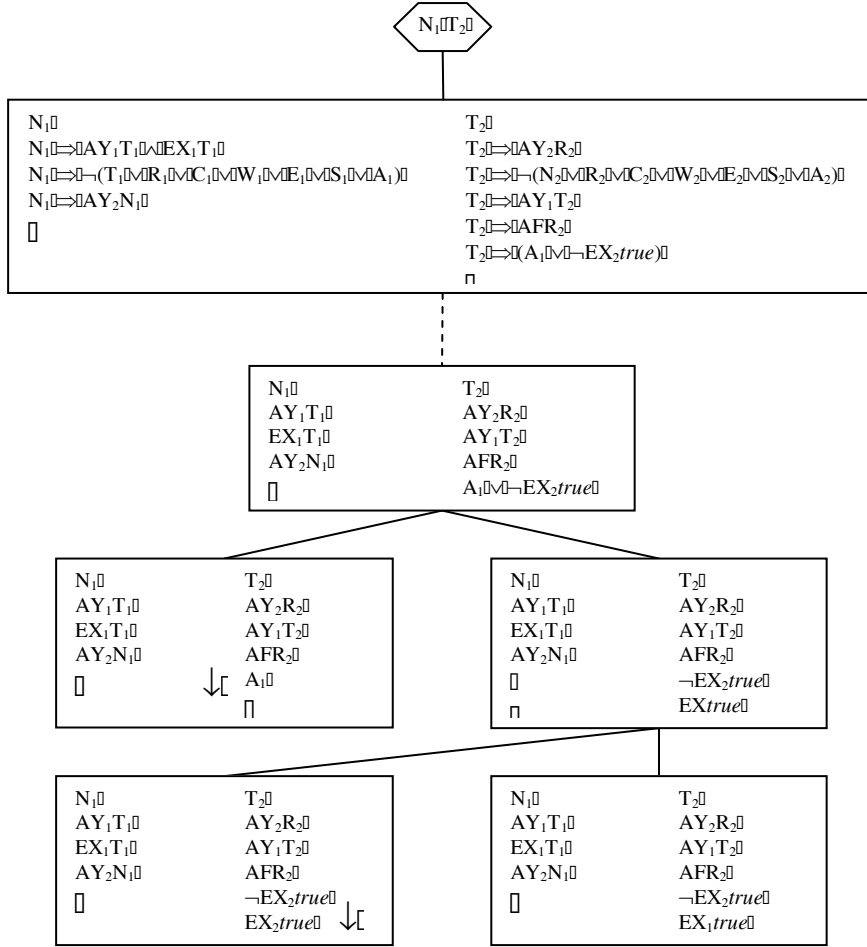 N₁ T₂
N₁ T₂
N₁ ⇒ AY₁T₁ ∧ EX₁T₁ T₂ ⇒ AY₂R₂
N₁ ⇒ ¬(T₁ ∨ R₁ ∨ C₁ ∨ W₁ ∨ E₁ ∨ S₁ ∨ A₁) T₂ ⇒ ¬(N₂ ∨ R₂ ∨ C₂ ∨ W₂ ∨ E₂ ∨ S₂ ∨ A₂)
N₁ ⇒ AY₂N₁ T₂ ⇒ AY₁T₂
T₂ ⇒ AFR₂
T₂ ⇒ (A₁ ∨ ¬EX₂true)
N₁ T₂
AY₁T₁ AY₂R₂
EX₁T₁ AY₁T₂
AY₂N₁ AFR₂
A₁ ∨ ¬EX₂true
N₁ T₂
AY₁T₁ AY₂R₂
EX₁T₁ AY₁T₂
AY₂N₁ AFR₂
A₁
N₁ T₂
AY₁T₁ AY₂R₂
EX₁T₁ AY₁T₂
AY₂N₁ AFR₂
¬EX₂true
EXtrue
N₁ T₂
AY₁T₁ AY₂R₂
EX₁T₁ AY₁T₂
AY₂N₁ AFR₂
¬EX₂true
EX₂true
N₁ T₂
AY₁T₁ AY₂R₂
EX₁T₁ AY₁T₂
AY₂N₁ AFR₂
¬EX₂true
EX₁true